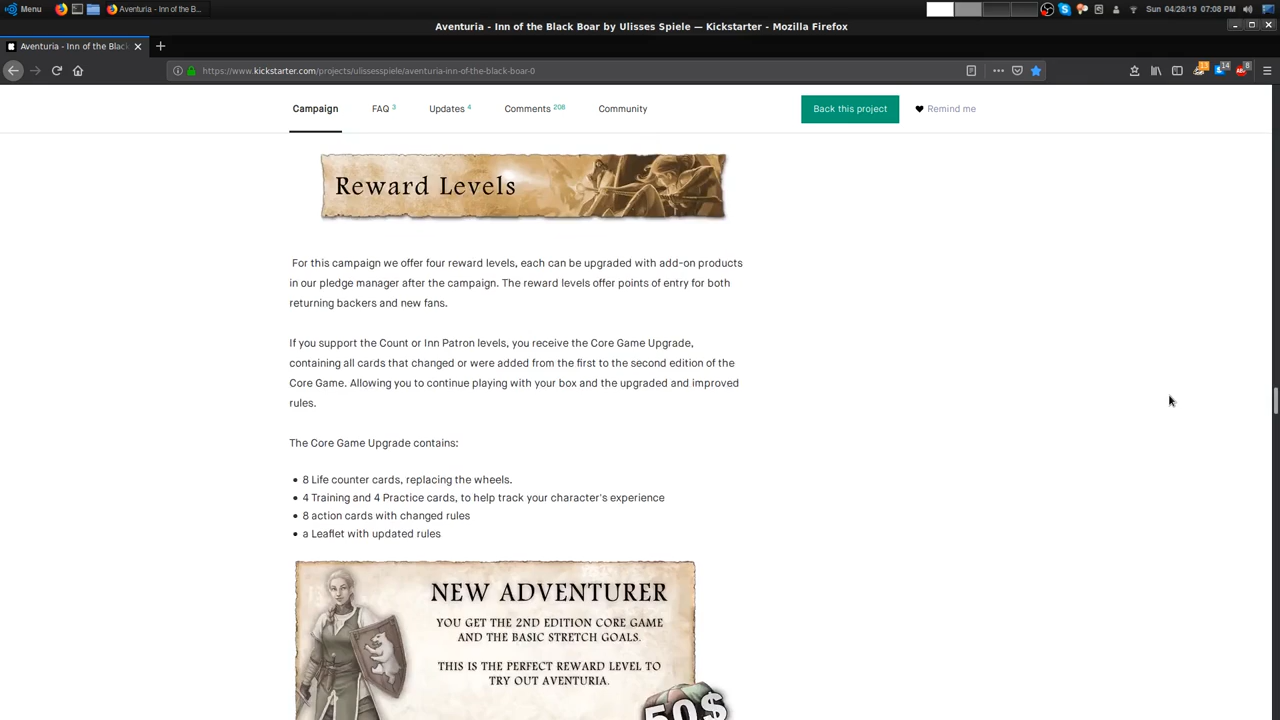 Menu
Aventuria - Inn of the B...
Sun 04/28/19 07:08 PM
Aventuria - Inn of the Black Boar by Ulisses Spiele — Kickstarter - Mozilla Firefox
Aventuria - Inn of the Black
https://www.kickstarter.com/projects/ulissesspiele/aventuria-inn-of-the-black-boar-0
13
14
8
Campaign FAQ 3 Updates 4 Comments 208 Community Back this project Remind me
Reward Levels
For this campaign we offer four reward levels, each can be upgraded with add-on products
in our pledge manager after the campaign. The reward levels offer points of entry for both
returning backers and new fans.
If you support the Count or Inn Patron levels, you receive the Core Game Upgrade,
containing all cards that changed or were added from the first to the second edition of the
Core Game. Allowing you to continue playing with your box and the upgraded and improved
rules.
The Core Game Upgrade contains:
• 8 Life counter cards, replacing the wheels.
• 4 Training and 4 Practice cards, to help track your character's experience
• 8 action cards with changed rules
• a Leaflet with updated rules
NEW ADVENTURER
YOU GET THE 2ND EDITION CORE GAME
AND THE BASIC STRETCH GOALS.
THIS IS THE PERFECT REWARD LEVEL TO
TRY OUT AVENTURIA.
50$